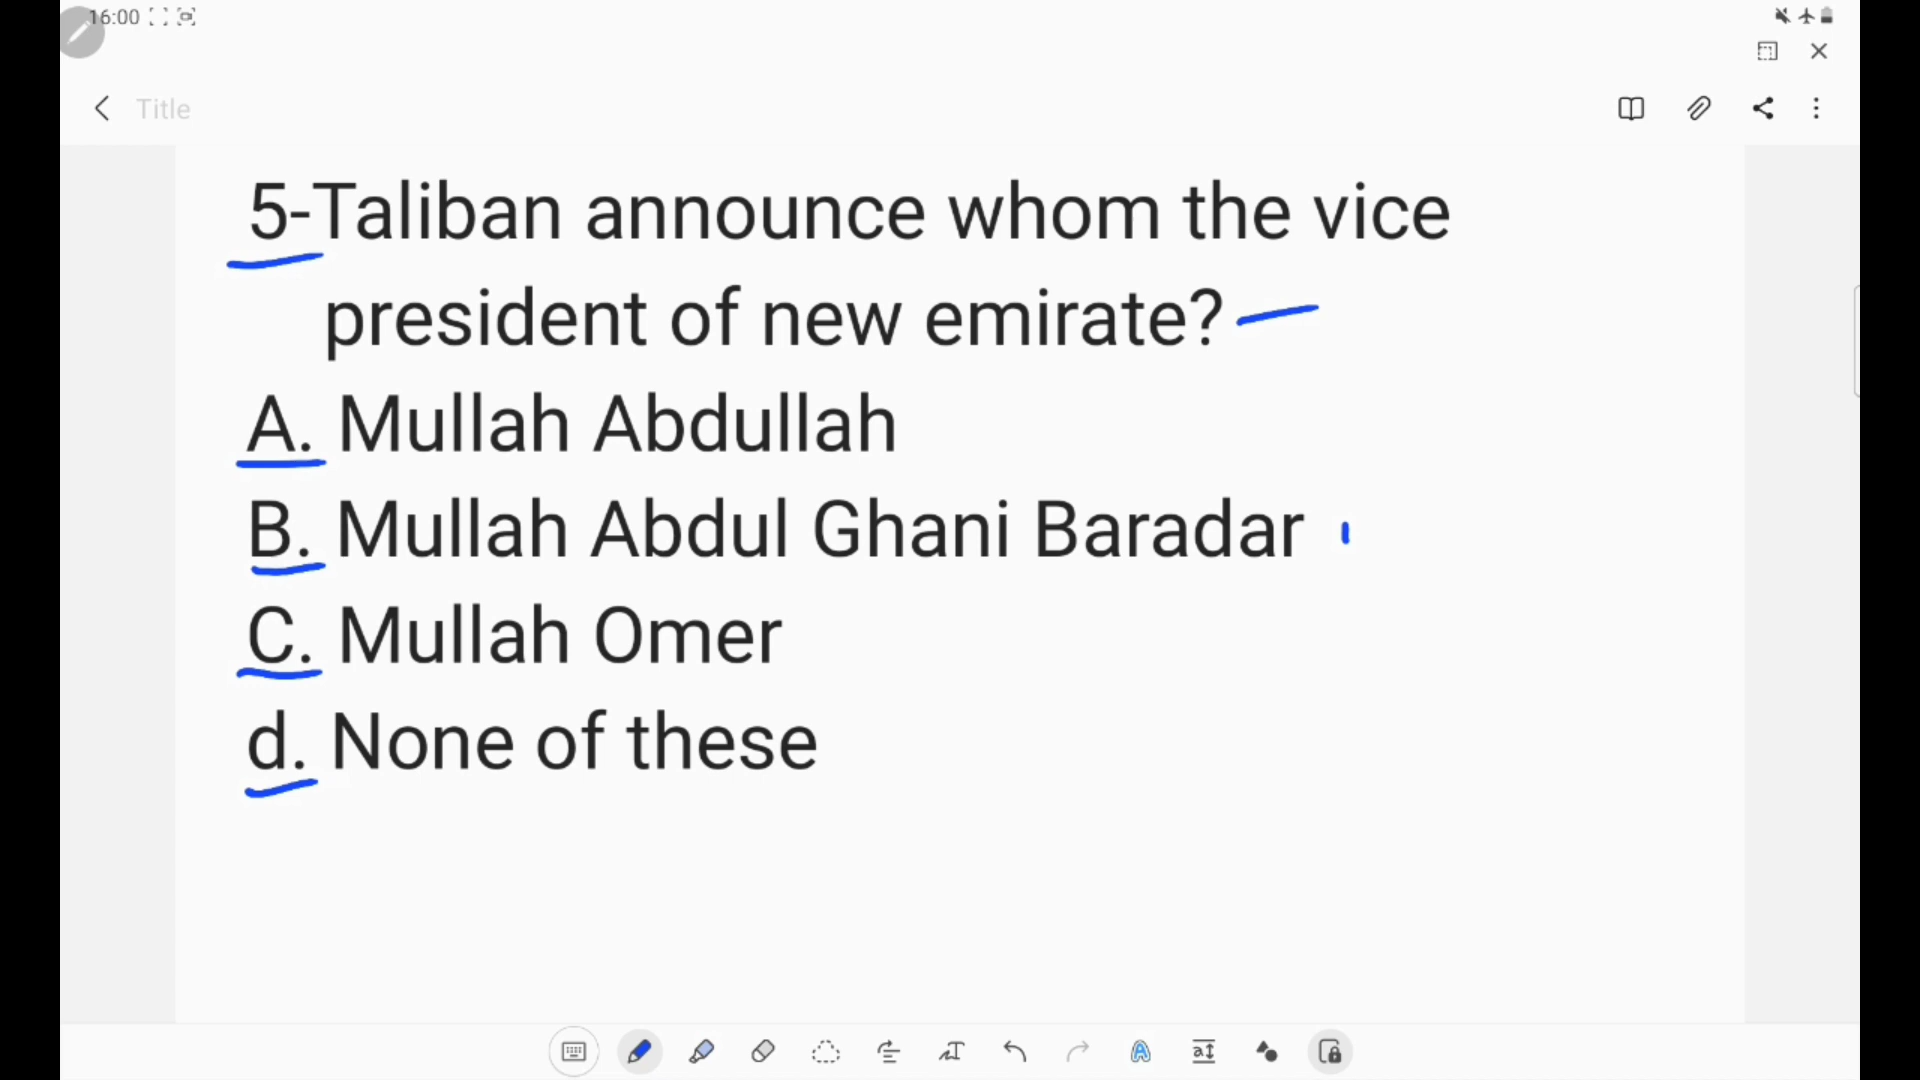 16:00
Title
5-Taliban announce whom the vice
president of new emirate?
A. Mullah Abdullah
B. Mullah Abdul Ghani Baradar
C. Mullah Omer
d. None of these